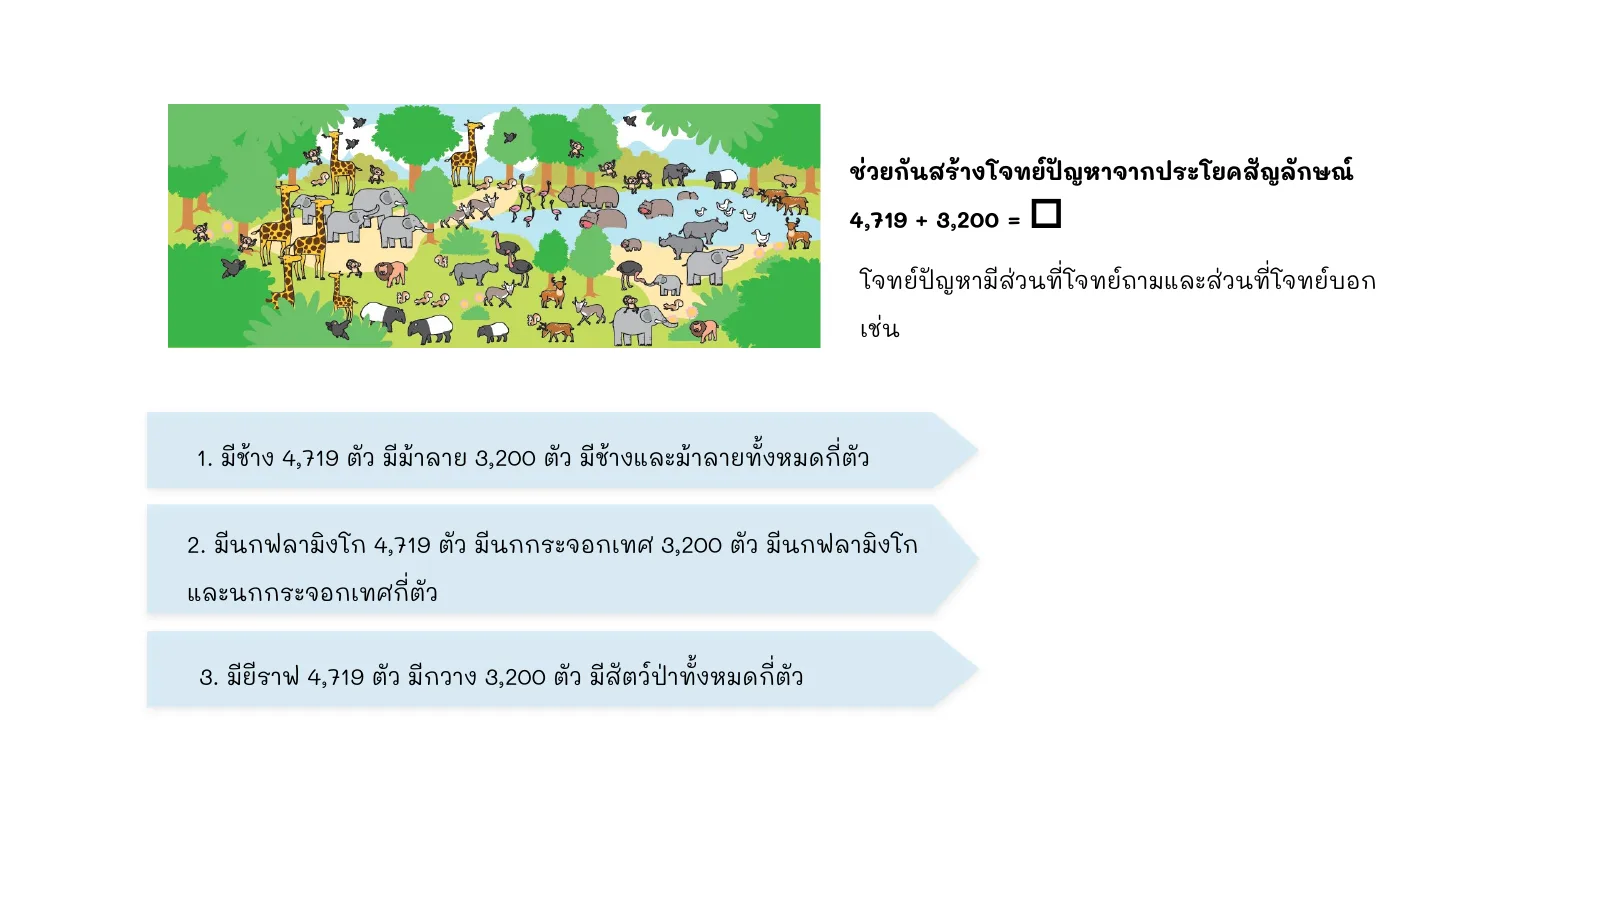 ช่วยกันสร้างโจทย์ปัญหาจากประโยคสัญลักษณ์
4,719 + 3,200 = □
โจทย์ปัญหามีส่วนที่โจทย์ถามและส่วนที่โจทย์บอก
เช่น
1. มีช้าง 4,719 ตัว มีม้าลาย 3,200 ตัว มีช้างและม้าลายทั้งหมดกี่ตัว
2. มีนกฟลามิงโก 4,719 ตัว มีนกกระจอกเทศ 3,200 ตัว มีนกฟลามิงโก
และนกกระจอกเทศกี่ตัว
3. มียีราฟ 4,719 ตัว มีกวาง 3,200 ตัว มีสัตว์ป่าทั้งหมดกี่ตัว